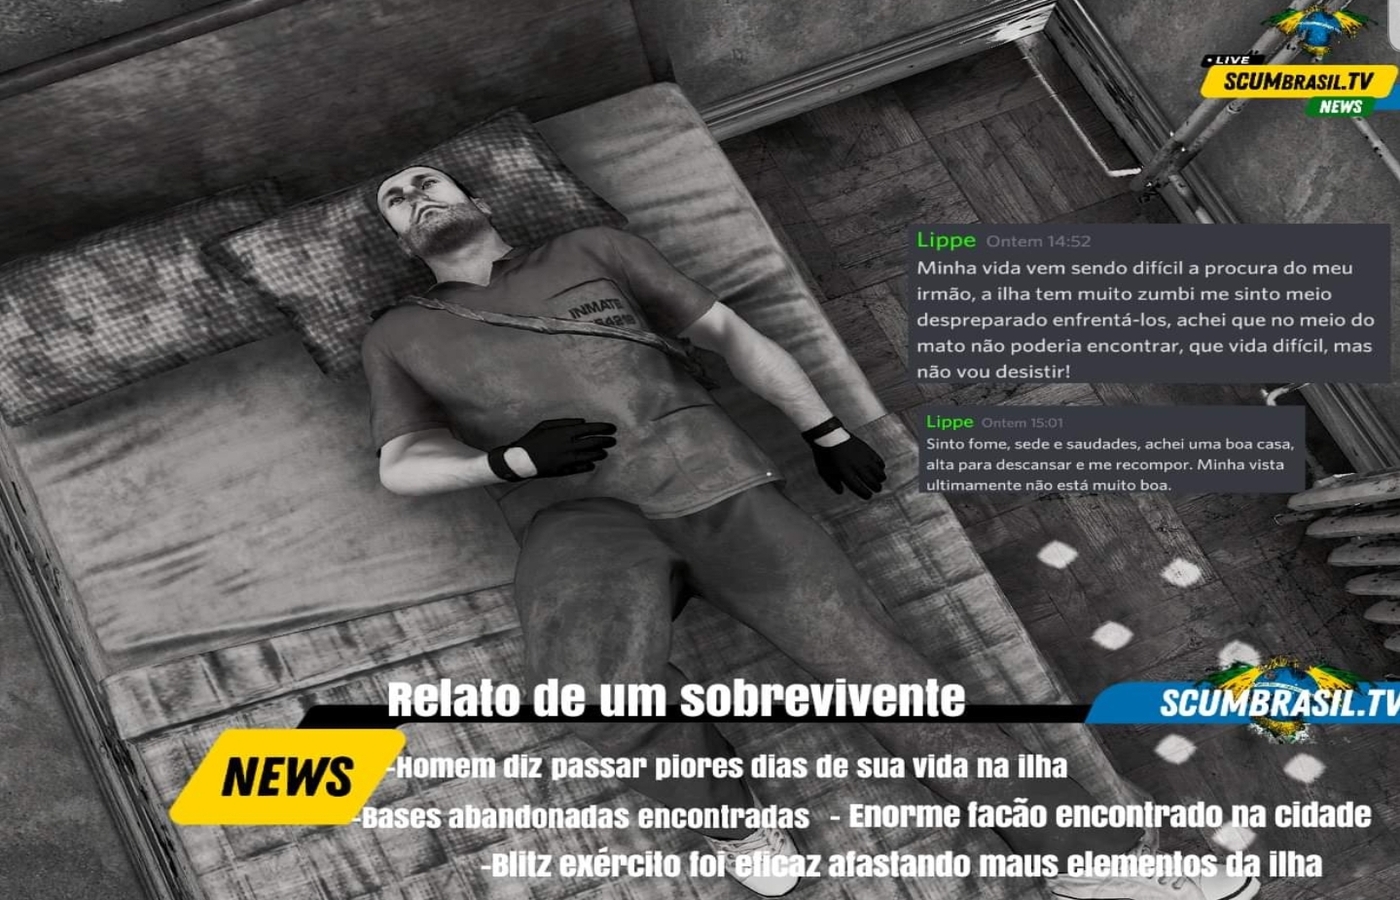 • LIVE
SCUMBRASIL.TV
NEWS
INMATE
Lippe Ontem 14:52
Minha vida vem sendo difícil a procura do meu
irmão, a ilha tem muito zumbi me sinto meio
despreparado enfrentá-los, achei que no meio do
mato não poderia encontrar, que vida difícil, mas
não vou desistir!
Lippe Ontem 15:01
Sinto fome, sede e saudades, achei uma boa casa,
alta para descansar e me recompor. Minha vista
ultimamente não está muito boa.
Relato de um sobrevivente
SCUMBRASIL.TV
NEWS
-Homem diz passar piores dias de sua vida na ilha
-Bases abandonadas encontradas - Enorme facão encontrado na cidade
-Blitz exército foi eficaz afastando maus elementos da ilha